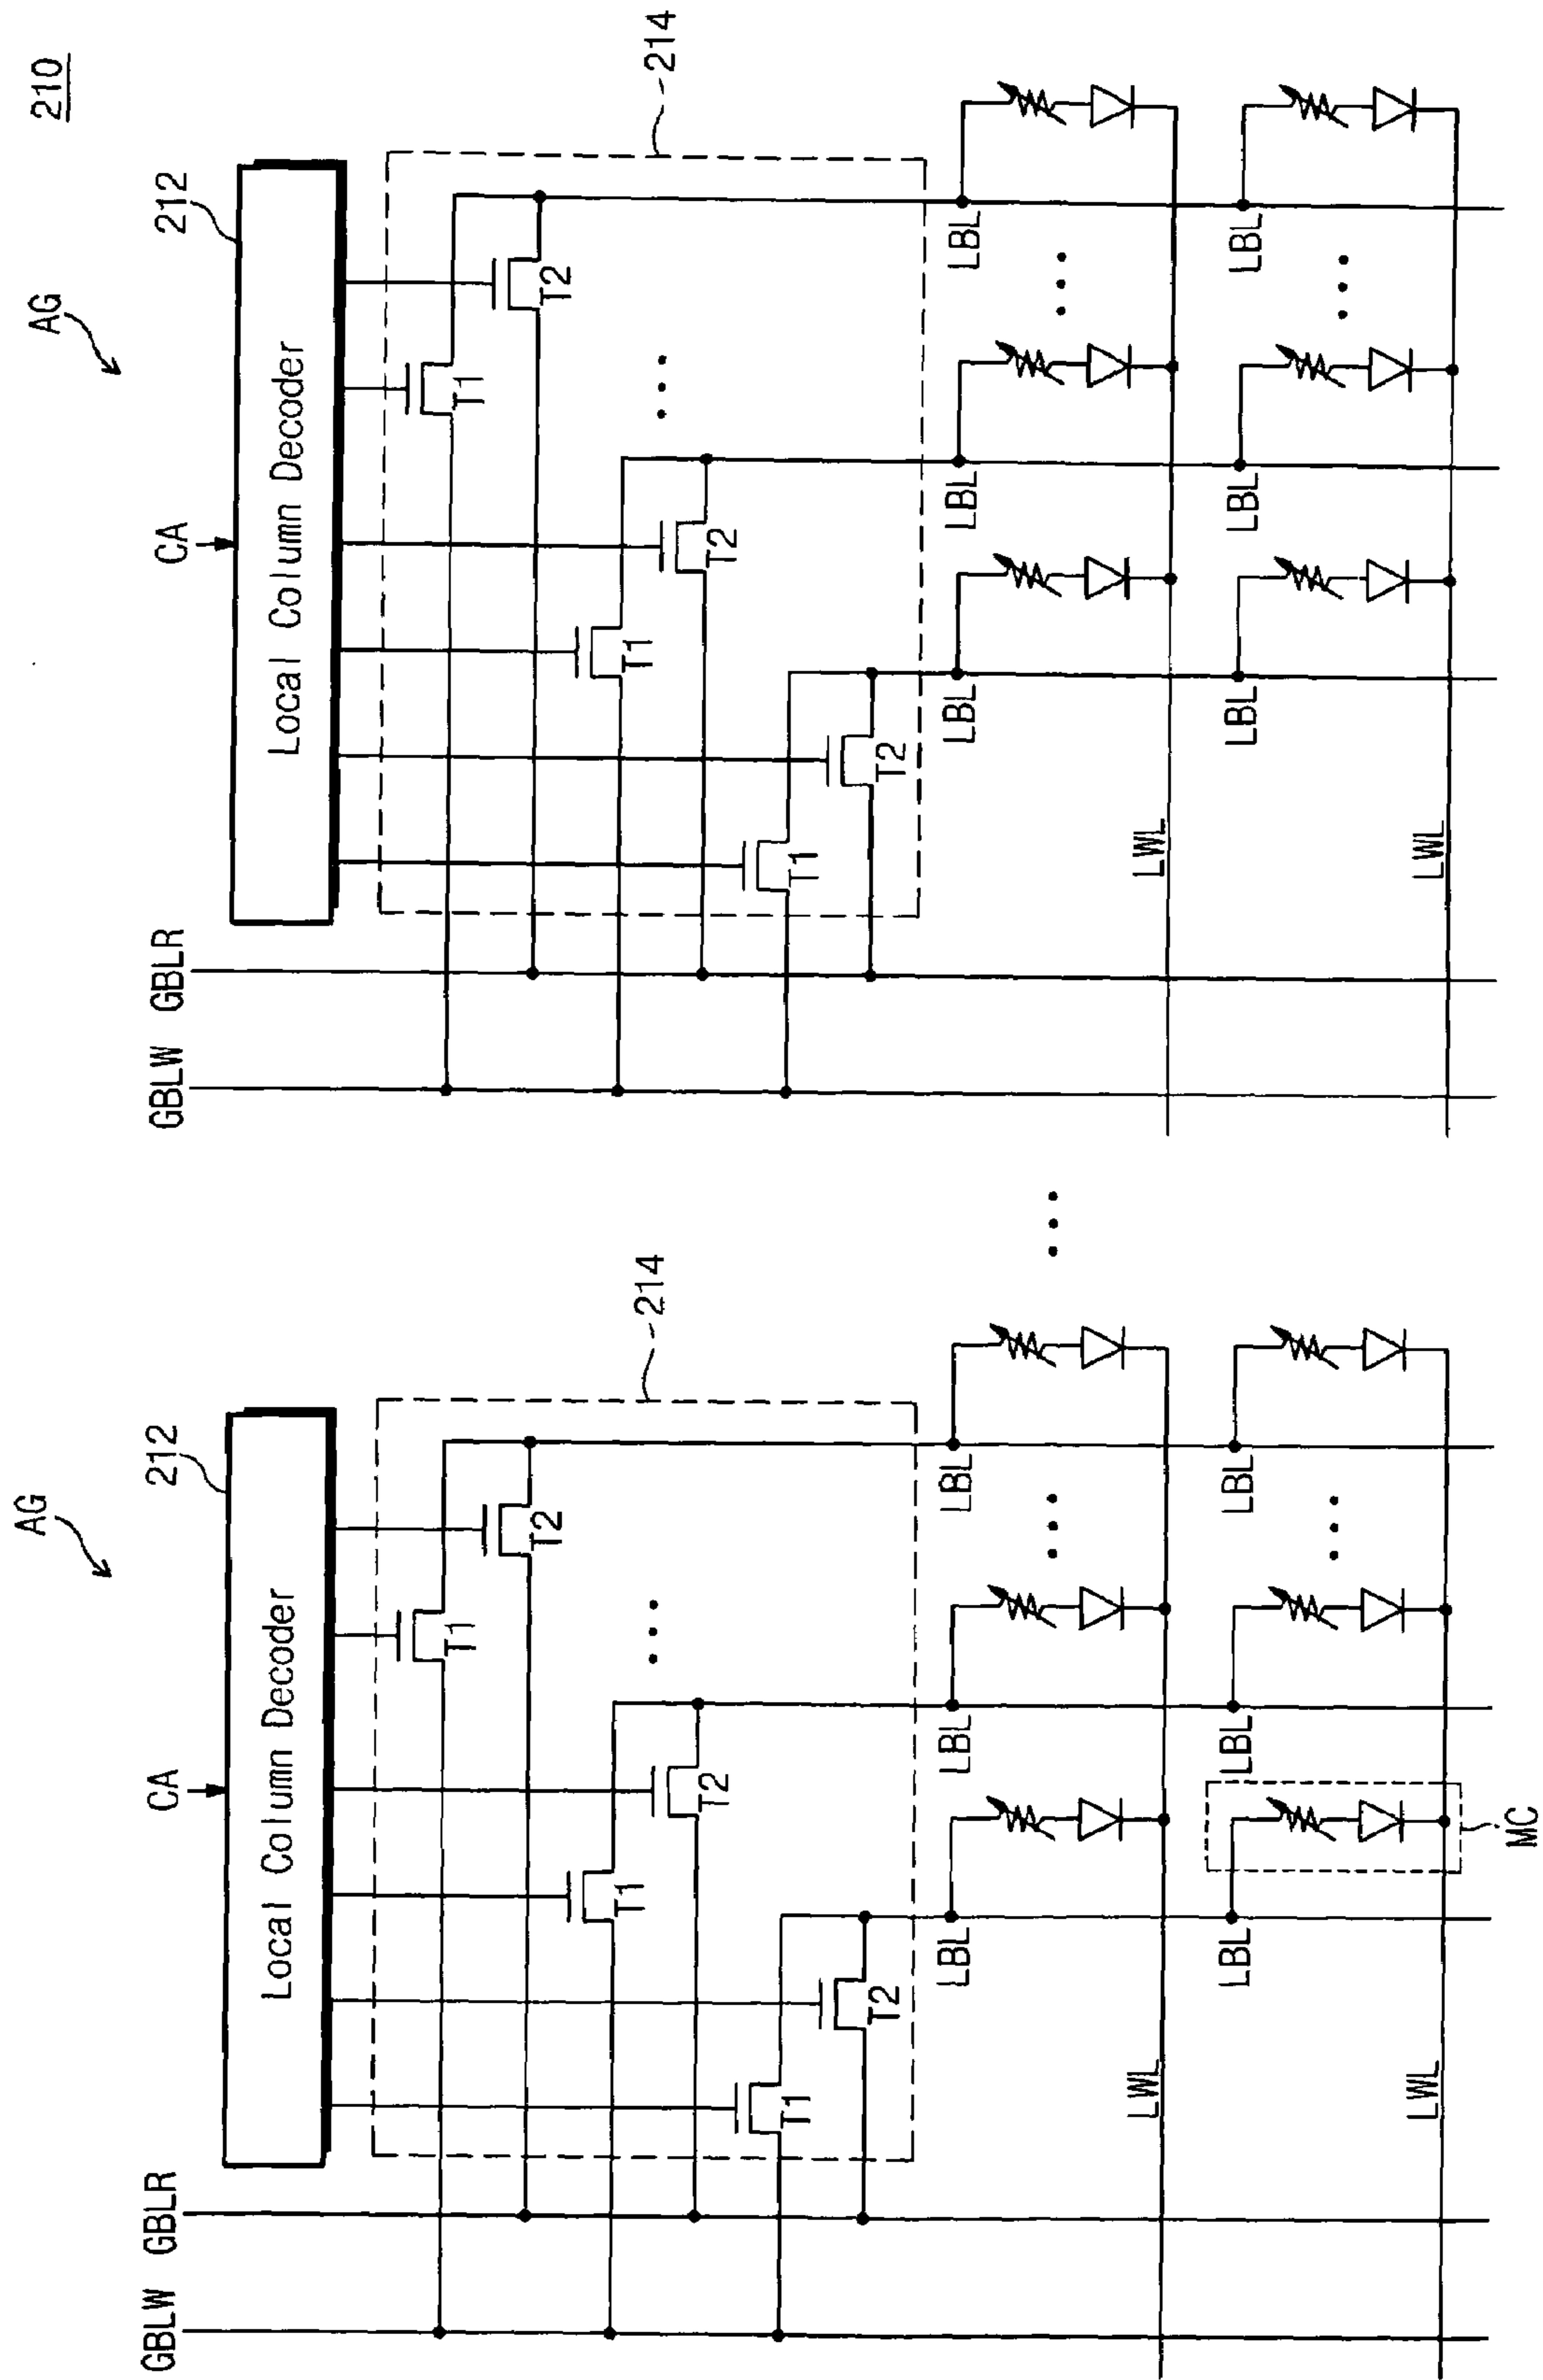 210
AG
AG
CA
212
CA
212
GBLW
GBLR
Local Column Decoder
GBLW
GBLR
Local Column Decoder
214
214
T1
T2
T1
T2
T1
T2
T1
T2
T1
T2
T1
T2
LBL
LBL
LBL
LBL
LBL
LBL
LWL
LWL
LBL
LBL
LBL
LBL
LBL
LBL
LWL
LWL
MC